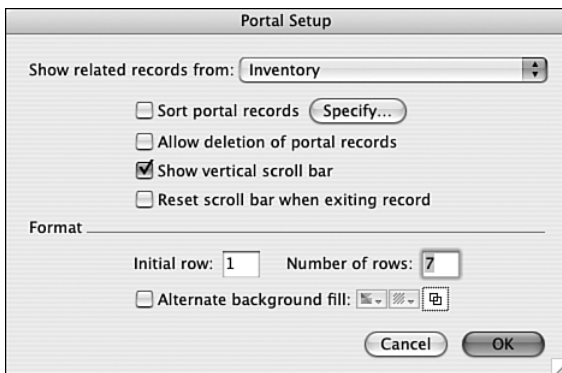 Portal Setup
Show related records from: Inventory
Sort portal records Specify...
Allow deletion of portal records
Show vertical scroll bar
Reset scroll bar when exiting record
Format
Initial row: 1 Number of rows: 7
Alternate background fill:
Cancel OK